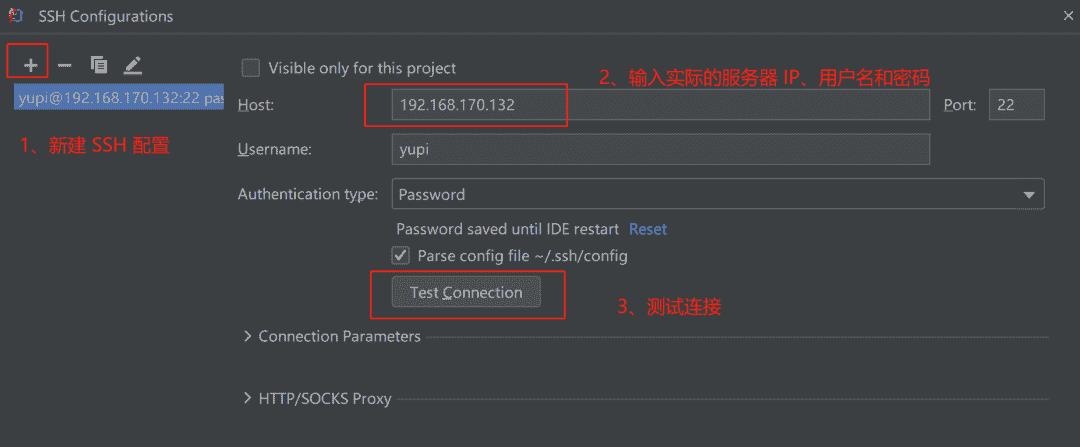 SSH Configurations
Visible only for this project
2、输入实际的服务器 IP、用户名和密码
yupi@192.168.170.132:22 pas
Host:
192.168.170.132
Port:
22
1、新建 SSH 配置
Username:
yupi
Authentication type:
Password
Password saved until IDE restart Reset
Parse config file ~/.ssh/config
Test Connection
3、测试连接
Connection Parameters
HTTP/SOCKS Proxy